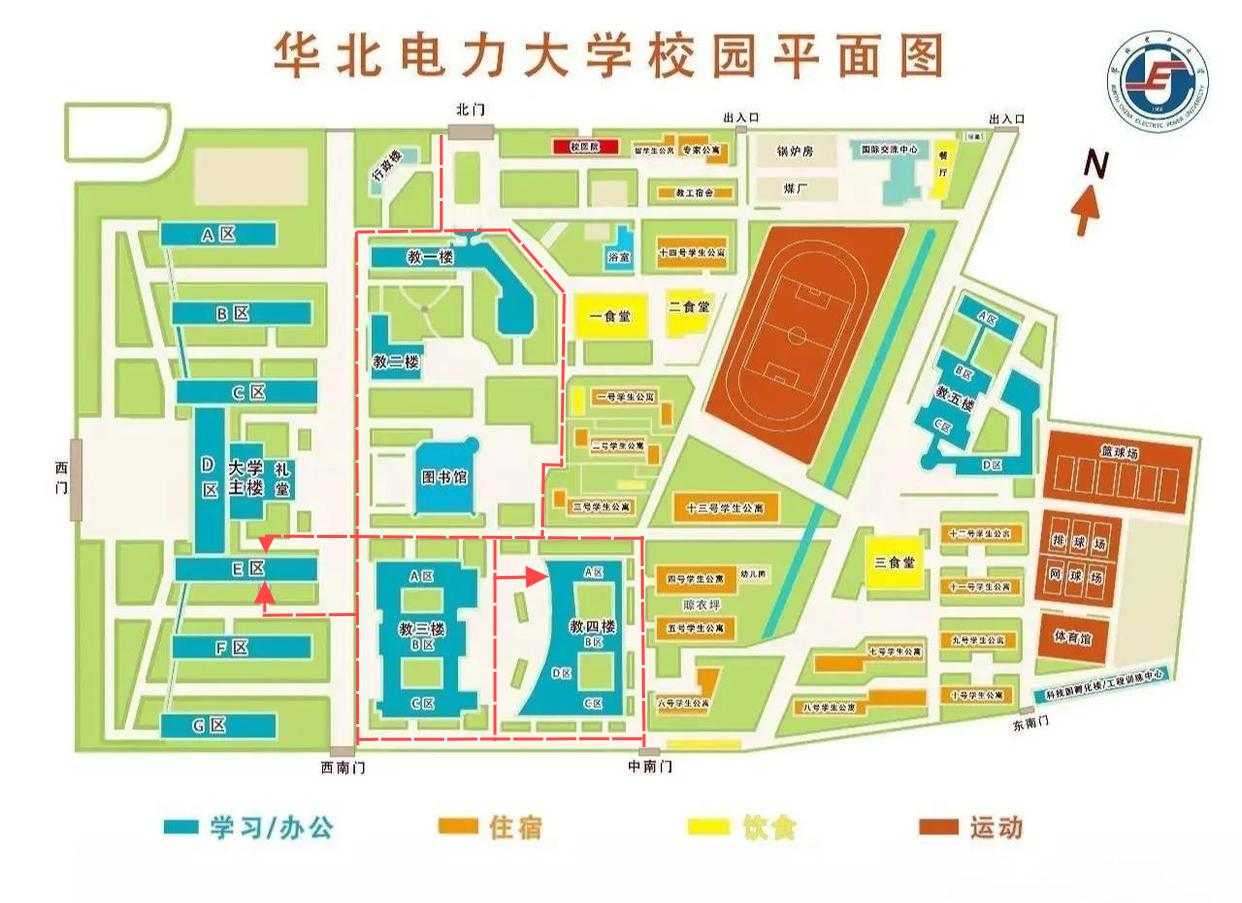 华北电力大学校园平面图
NORTH CHINA ELECTRIC POWER UNIVERSITY
1958
N
北门
出入口
出入口
行政楼
校医院
留学生公寓
专家公寓
锅炉房
国际交流中心
餐厅
教工宿舍
煤厂
A区
教一楼
浴室
十四号学生公寓
B区
一食堂
二食堂
A区
教二楼
B区
C区
教五楼
一号学生公寓
C区
二号学生公寓
篮球场
D区
大学主楼
礼堂
图书馆
D区
西门
三号学生公寓
十三号学生公寓
十二号学生公寓
排球场
E区
A区
A区
四号学生公寓
幼儿园
三食堂
网球场
十一号学生公寓
晾衣坪
教三楼
教四楼
五号学生公寓
体育馆
F区
B区
B区
九号学生公寓
七号学生公寓
D区
科技园孵化楼/工程训练中心
C区
C区
六号学生公寓
八号学生公寓
十号学生公寓
G区
东南门
西南门
中南门
学习/办公
住宿
饮食
运动